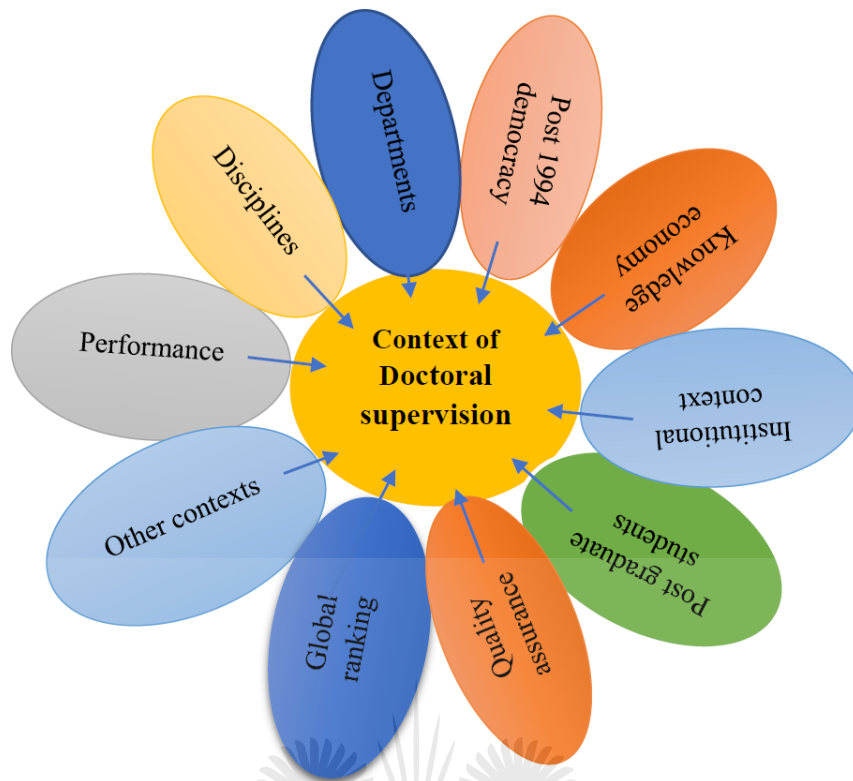 Context of
Doctoral
supervision
Departments
Post 1994
democracy
Knowledge
economy
Institutional
context
Post graduate
students
Quality
assurance
Global
ranking
Other contexts
Performance
Disciplines